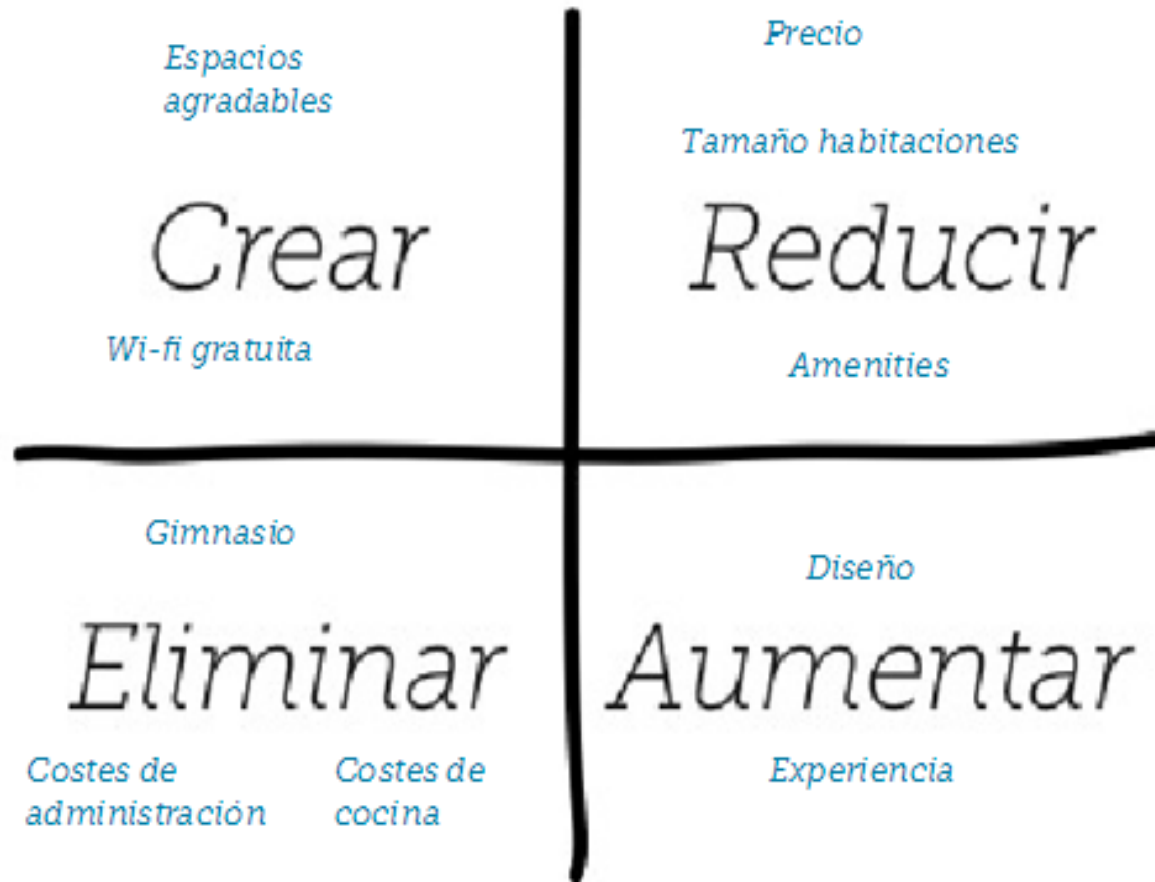 Espacios
agradables
Crear
Wi-fi gratuita
Precio
Tamaño habitaciones
Reducir
Amenities
Gimnasio
Eliminar
Costes de
administración
Costes de
cocina
Diseño
Aumentar
Experiencia